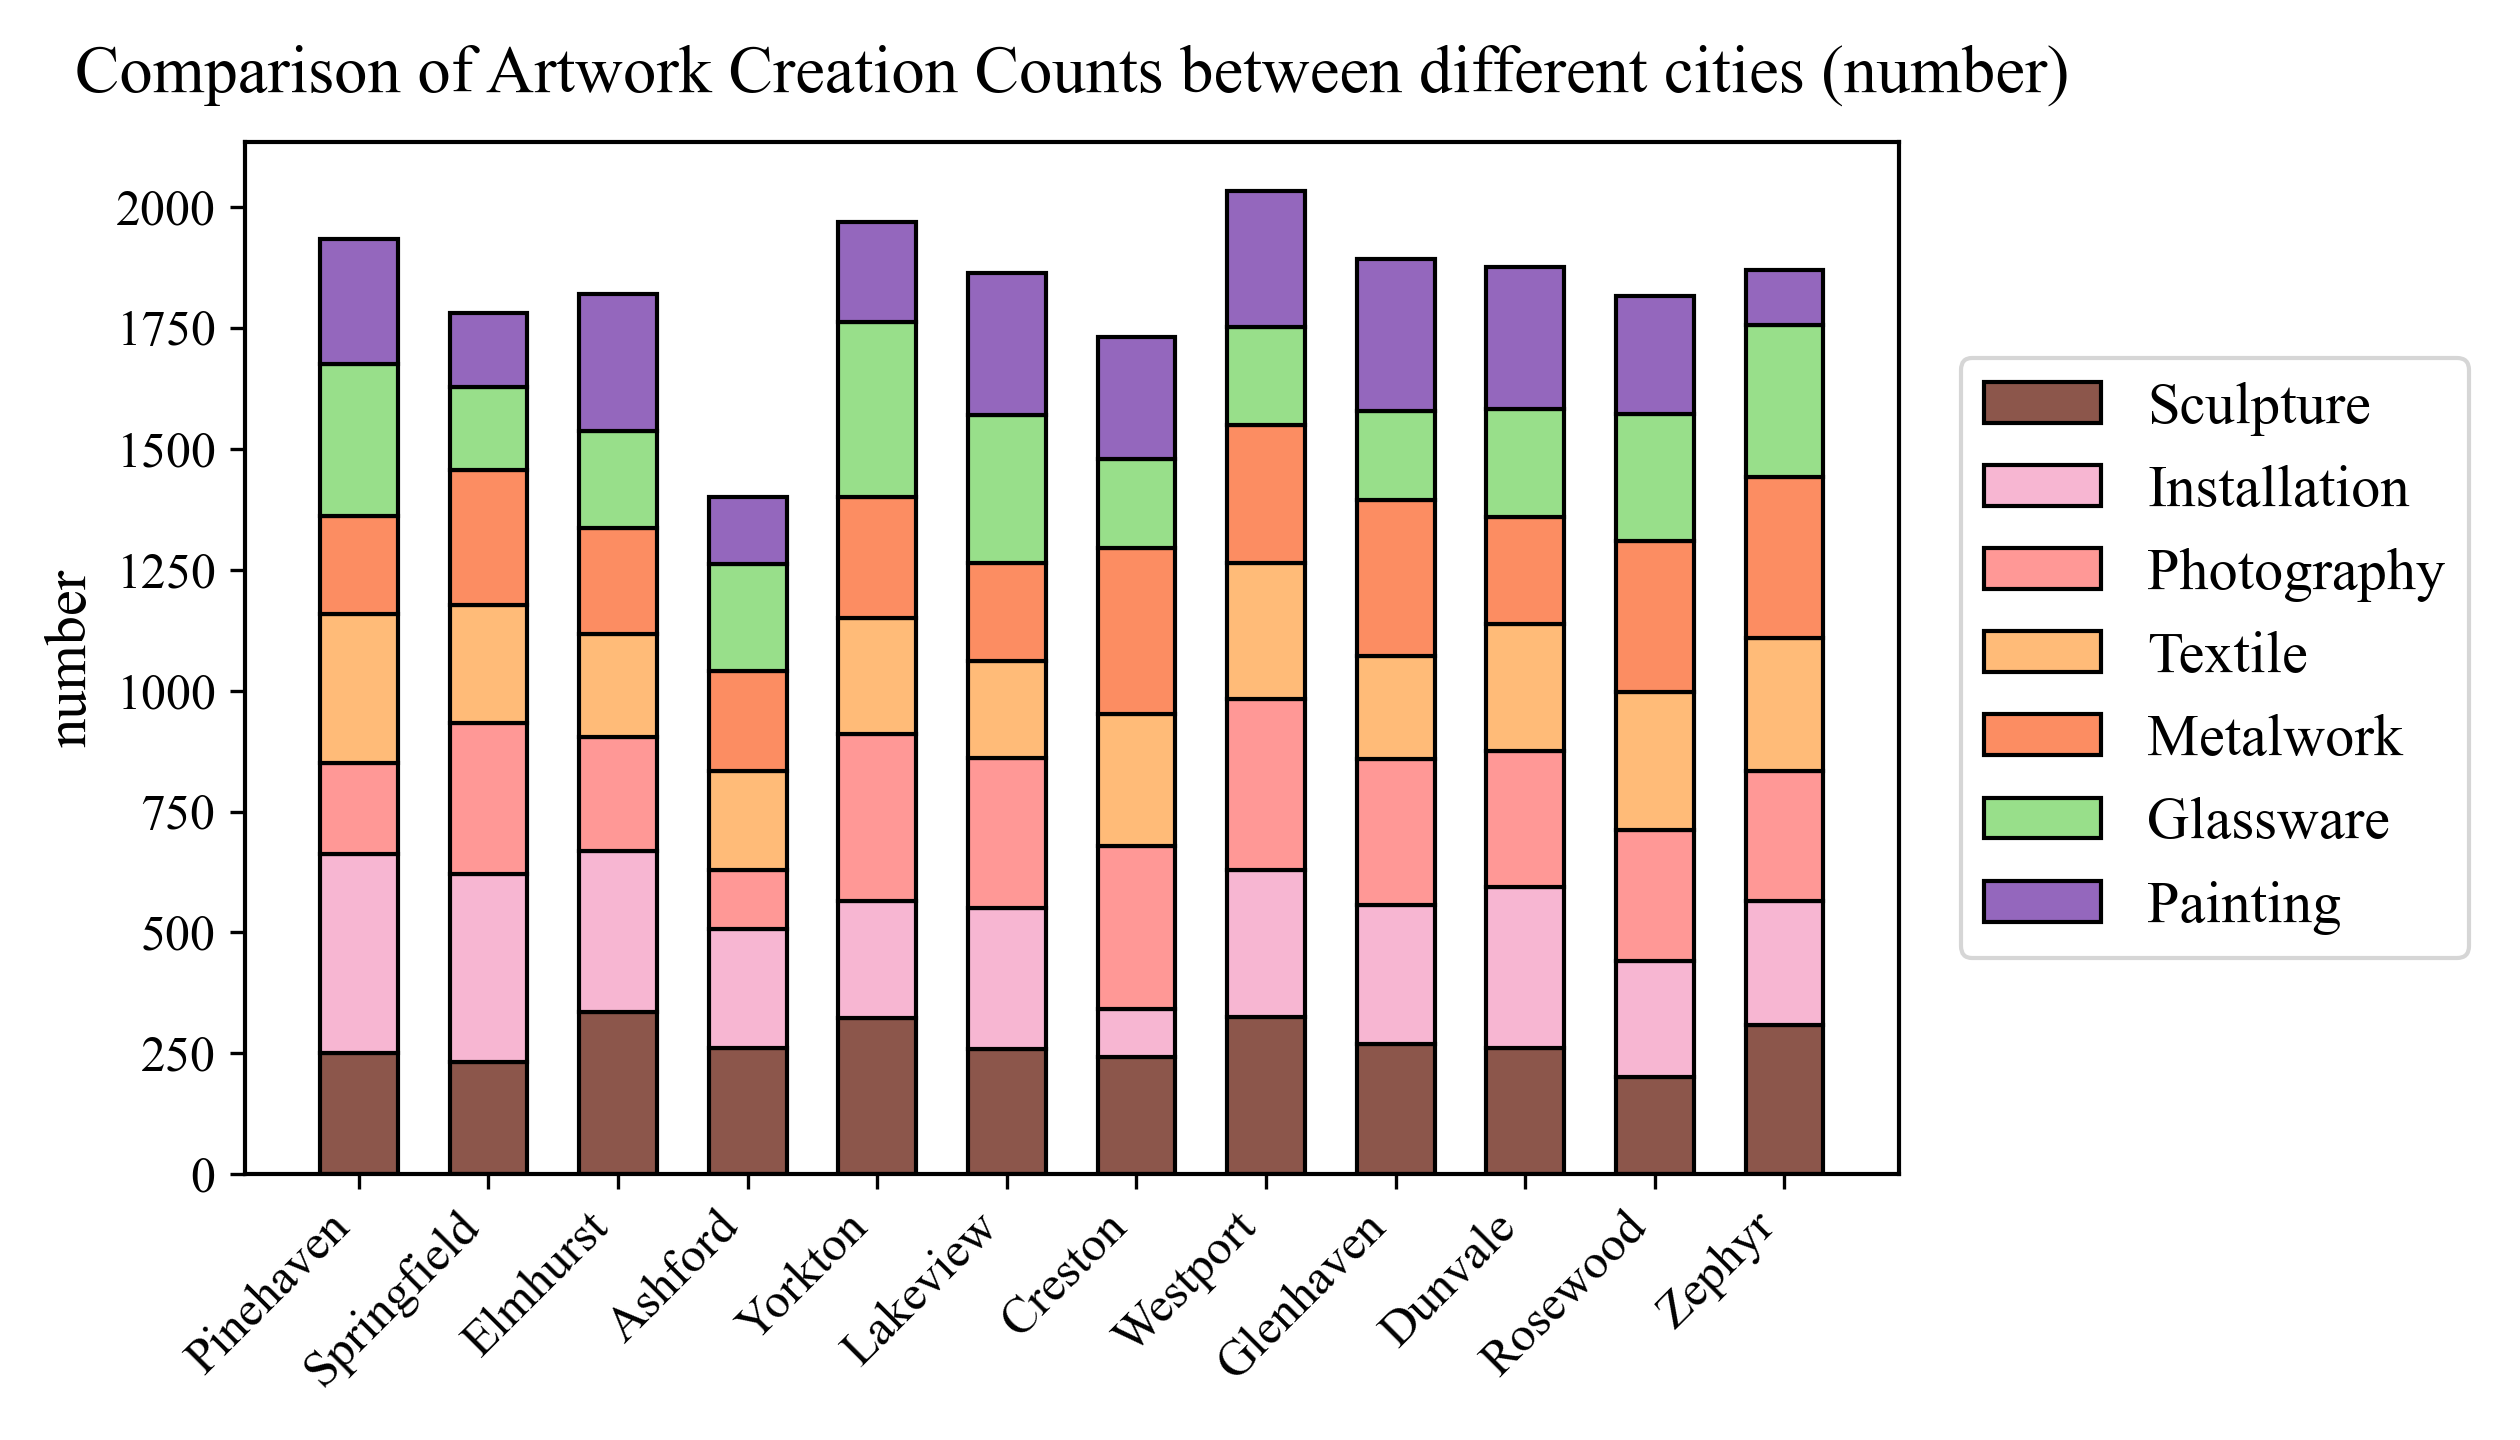 Comparison of Artwork Creation Counts between different cities (number)
number
2000
1750
1500
1250
1000
750
500
250
0
Pinehaven
Springfield
Elmhurst
Ashford
Yorkton
Lakeview
Creston
Westport
Glenhaven
Dunvale
Rosewood
Zephyr
Sculpture
Installation
Photography
Textile
Metalwork
Glassware
Painting